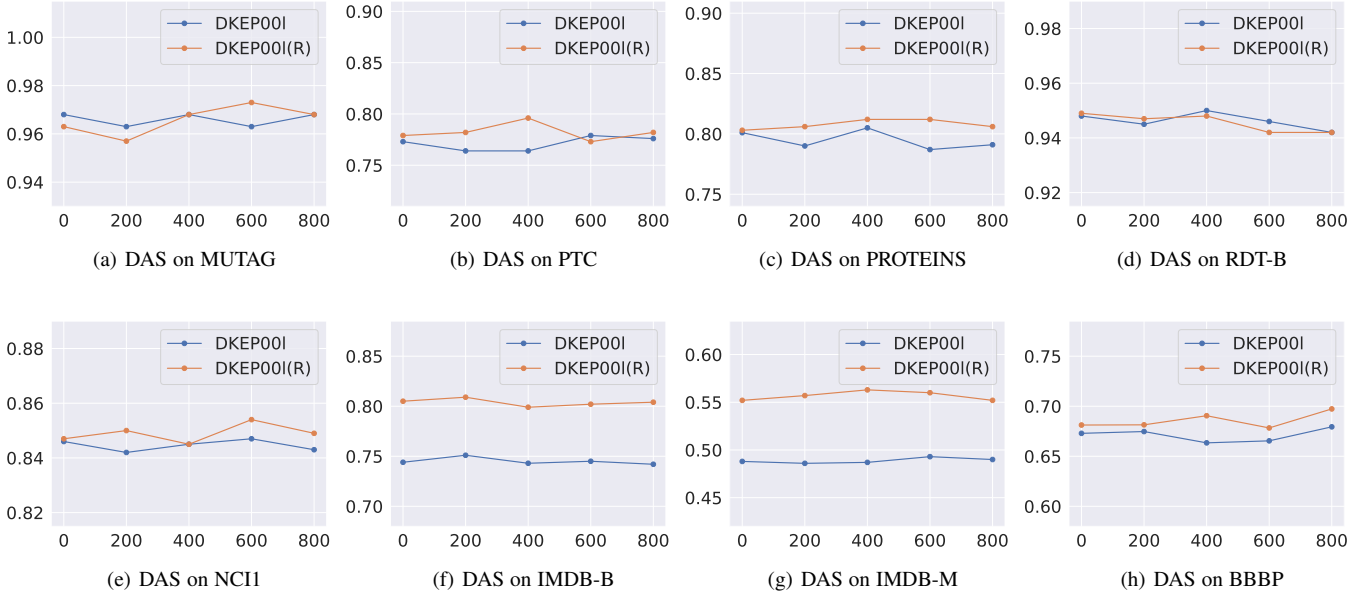 DKEP00l
DKEP00l(R)
1.00
0.98
0.96
0.94
0 200 400 600 800
(a) DAS on MUTAG
DKEP00l
DKEP00l(R)
0.90
0.85
0.80
0.75
0 200 400 600 800
(b) DAS on PTC
DKEP00l
DKEP00l(R)
0.90
0.85
0.80
0.75
0 200 400 600 800
(c) DAS on PROTEINS
DKEP00l
DKEP00l(R)
0.98
0.96
0.94
0.92
0 200 400 600 800
(d) DAS on RDT-B
DKEP00l
DKEP00l(R)
0.88
0.86
0.84
0.82
0 200 400 600 800
(e) DAS on NCI1
DKEP00l
DKEP00l(R)
0.85
0.80
0.75
0.70
0 200 400 600 800
(f) DAS on IMDB-B
DKEP00l
DKEP00l(R)
0.60
0.55
0.50
0.45
0 200 400 600 800
(g) DAS on IMDB-M
DKEP00l
DKEP00l(R)
0.75
0.70
0.65
0.60
0 200 400 600 800
(h) DAS on BBBP